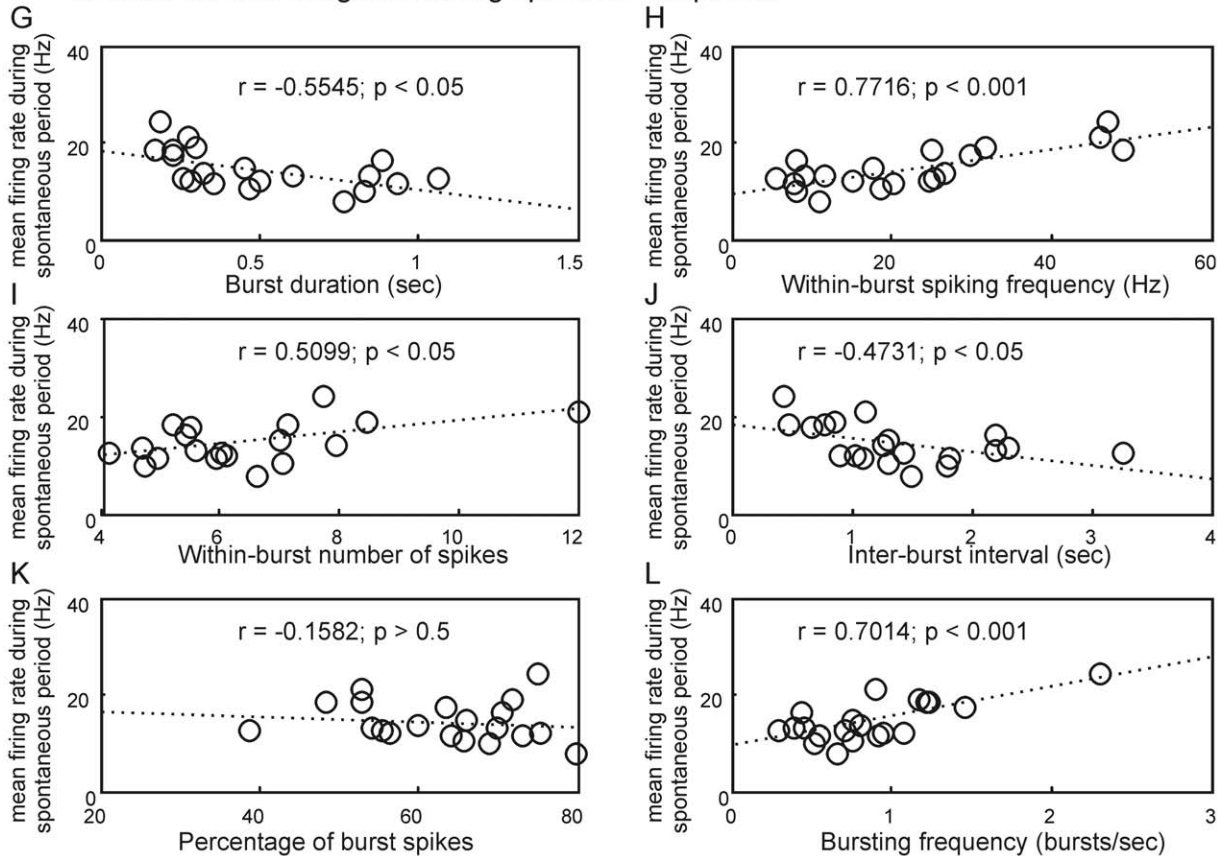 G
mean firing rate during
spontaneous period (Hz)
40
20
0
r = -0.5545; p < 0.05
0 0.5 1 1.5
Burst duration (sec)
H
mean firing rate during
spontaneous period (Hz)
40
20
0
r = 0.7716; p < 0.001
0 20 40 60
Within-burst spiking frequency (Hz)
I
mean firing rate during
spontaneous period (Hz)
40
20
0
r = 0.5099; p < 0.05
4 6 8 10 12
Within-burst number of spikes
J
mean firing rate during
spontaneous period (Hz)
40
20
0
r = -0.4731; p < 0.05
0 1 2 3 4
Inter-burst interval (sec)
K
mean firing rate during
spontaneous period (Hz)
40
20
0
r = -0.1582; p > 0.5
20 40 60 80
Percentage of burst spikes
L
mean firing rate during
spontaneous period (Hz)
40
20
0
r = 0.7014; p < 0.001
0 1 2 3
Bursting frequency (bursts/sec)